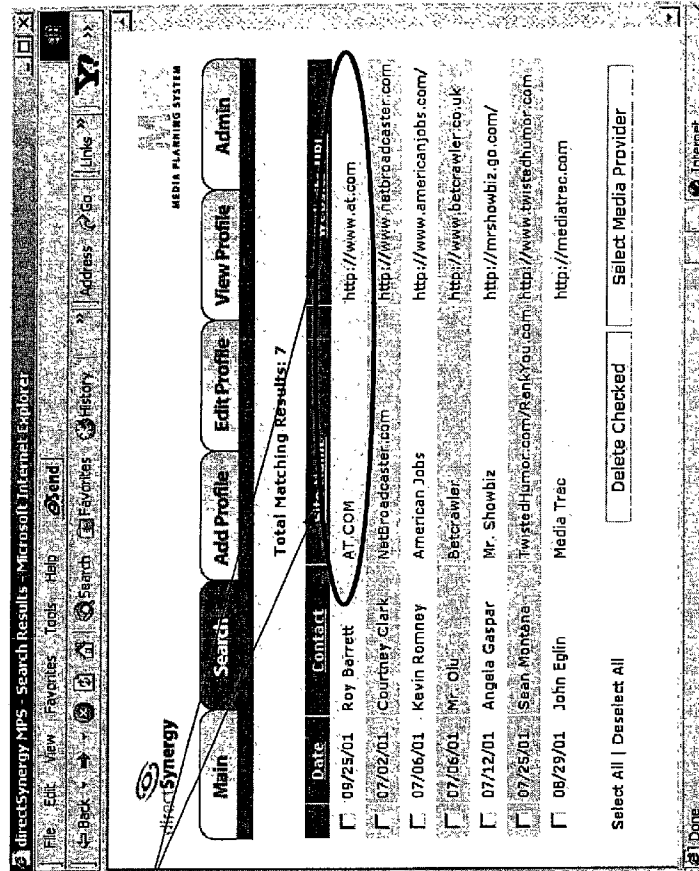 directSynergy MPS - Search Results - Microsoft Internet Explorer
File Edit View Favorites Tools Help Send
Back Search Favorites History Address Go Links
directSynergy
MEDIA PLANNING SYSTEM
Main Search Add Profile Edit Profile View Profile Admin
Total Matching Results: 7
Date Contact
09/25/01 Roy Barrett AT.COM http://www.at.com
07/02/01 Courtney Clark NetBroadcaster.com http://www.netbroadcaster.com
07/06/01 Kevin Romney American Jobs http://www.americanjobs.com/
07/06/01 Mr. Olu Betcrawler http://www.betcrawler.co.uk
07/12/01 Angela Gaspar Mr. Showbiz http://mrshowbiz.go.com/
07/25/01 Sean Montana TwistedHumor.com/RankYou.com http://www.twistedhumor.com
08/29/01 John Eglin Media Trec http://mediatrec.com
Select All | Deselect All Delete Checked Select Media Provider
Done Internet